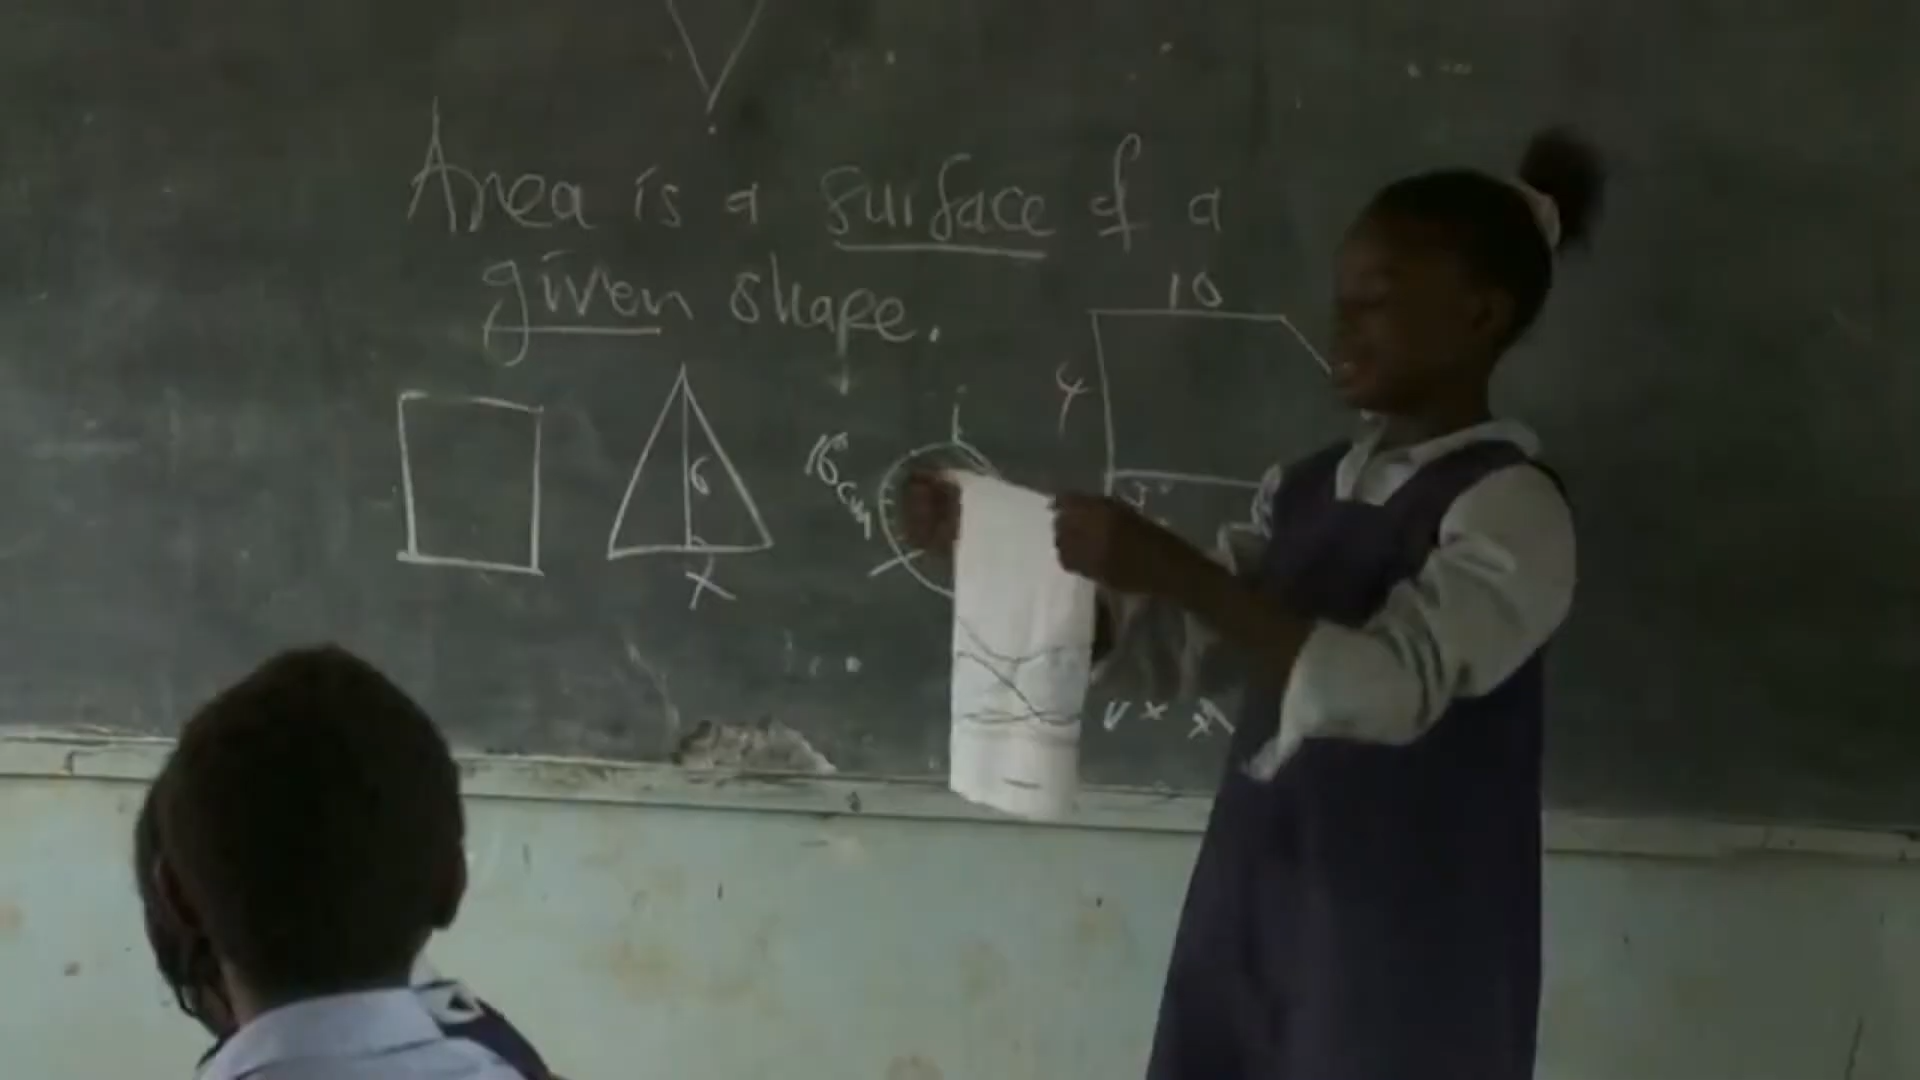 Area is a surface of a
given shape.
10
4
6
16cm
x